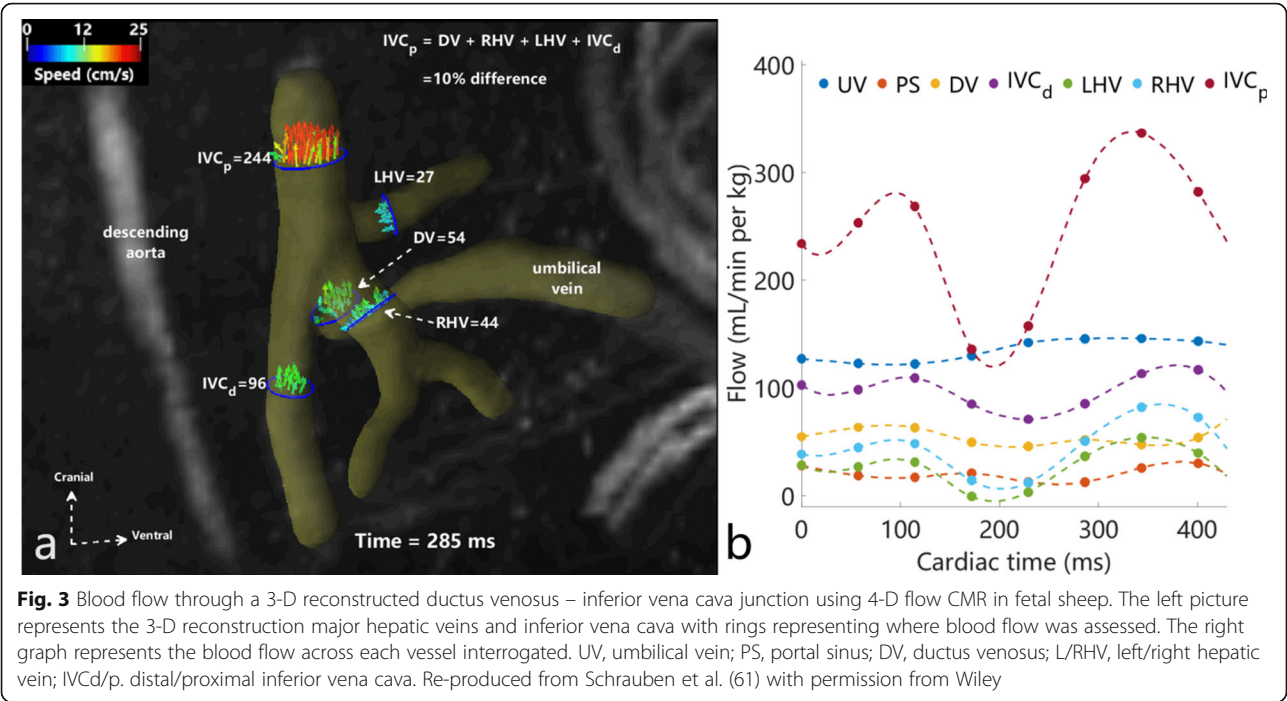 0 12 25
Speed (cm/s)
IVCp = DV + RHV + LHV + IVCd
=10% difference
IVCp=244
LHV=27
descending
aorta
DV=54
umbilical
vein
RHV=44
IVCd=96
Cranial
Ventral
a
Time = 285 ms
400
UV PS DV IVCd LHV RHV IVCp
300
200
100
0
Flow (mL/min per kg)
0 100 200 300 400
Cardiac time (ms)
b
Fig. 3 Blood flow through a 3-D reconstructed ductus venosus – inferior vena cava junction using 4-D flow CMR in fetal sheep. The left picture
represents the 3-D reconstruction major hepatic veins and inferior vena cava with rings representing where blood flow was assessed. The right
graph represents the blood flow across each vessel interrogated. UV, umbilical vein; PS, portal sinus; DV, ductus venosus; L/RHV, left/right hepatic
vein; IVCd/p. distal/proximal inferior vena cava. Re-produced from Schrauben et al. (61) with permission from Wiley